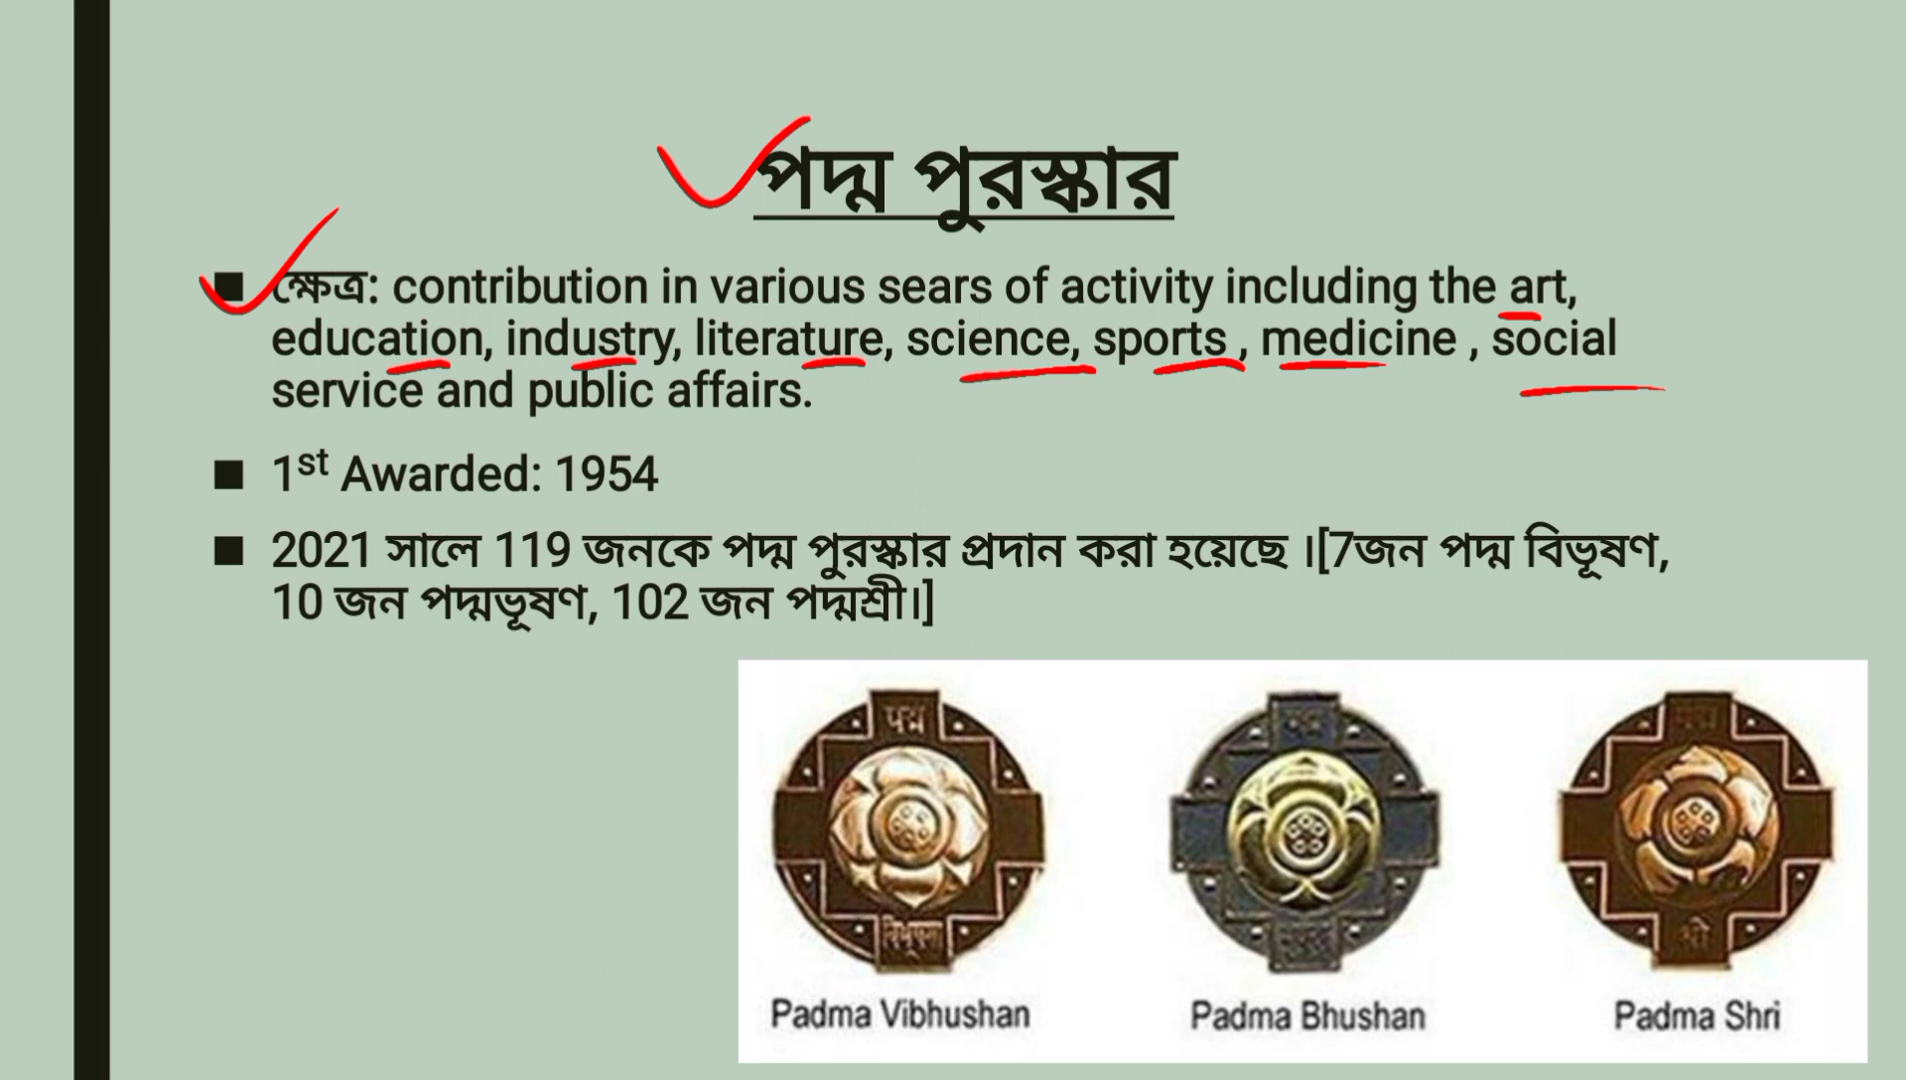 পদ্ম পুরস্কার
■ ক্ষেত্র: contribution in various sears of activity including the art,
education, industry, literature, science, sports , medicine , social
service and public affairs.
■ 1st Awarded: 1954
■ 2021 সালে 119 জনকে পদ্ম পুরস্কার প্রদান করা হয়েছে ।[7জন পদ্ম বিভূষণ,
10 জন পদ্মভূষণ, 102 জন পদ্মশ্রী।]
पद्म
श्री
Padma Vibhushan
Padma Bhushan
Padma Shri